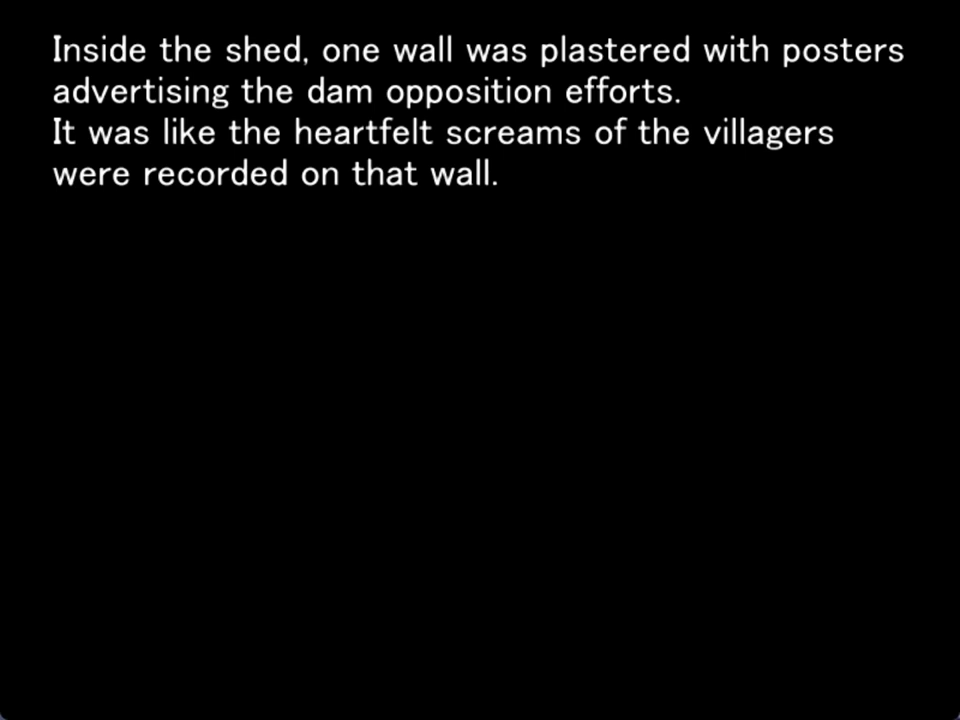 Inside the shed, one wall was plastered with posters
advertising the dam opposition efforts.
It was like the heartfelt screams of the villagers
were recorded on that wall.